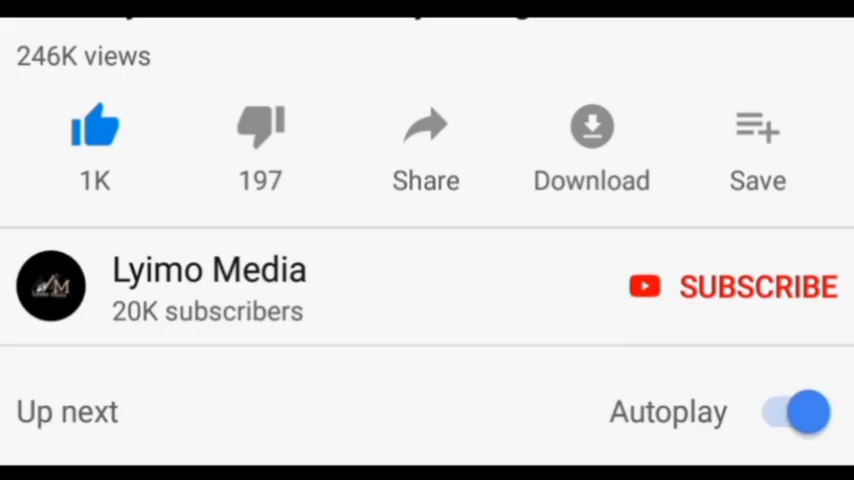 246K views
1K 197 Share Download Save
Lyimo Media
20K subscribers
SUBSCRIBE
Up next Autoplay